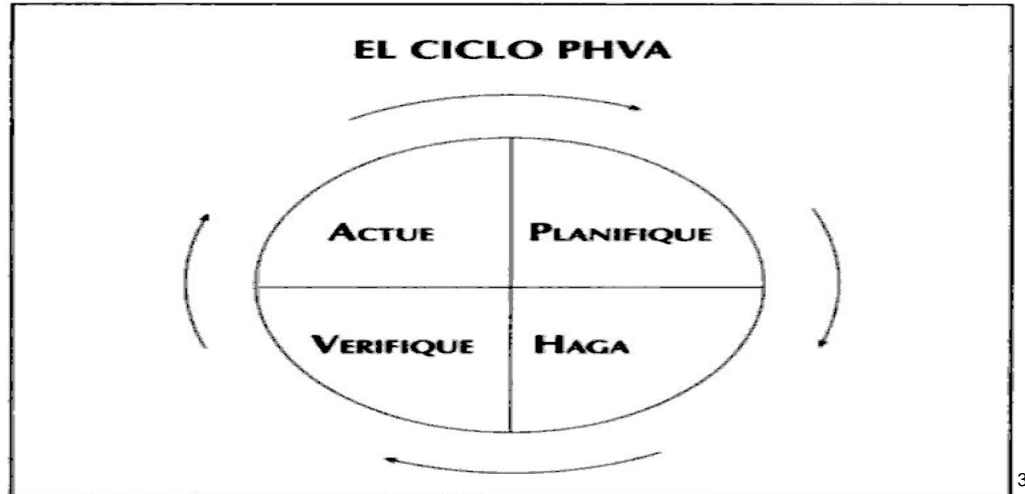 EL CICLO PHVA
ACTUE PLANIFIQUE
VERIFIQUE HAGA
3